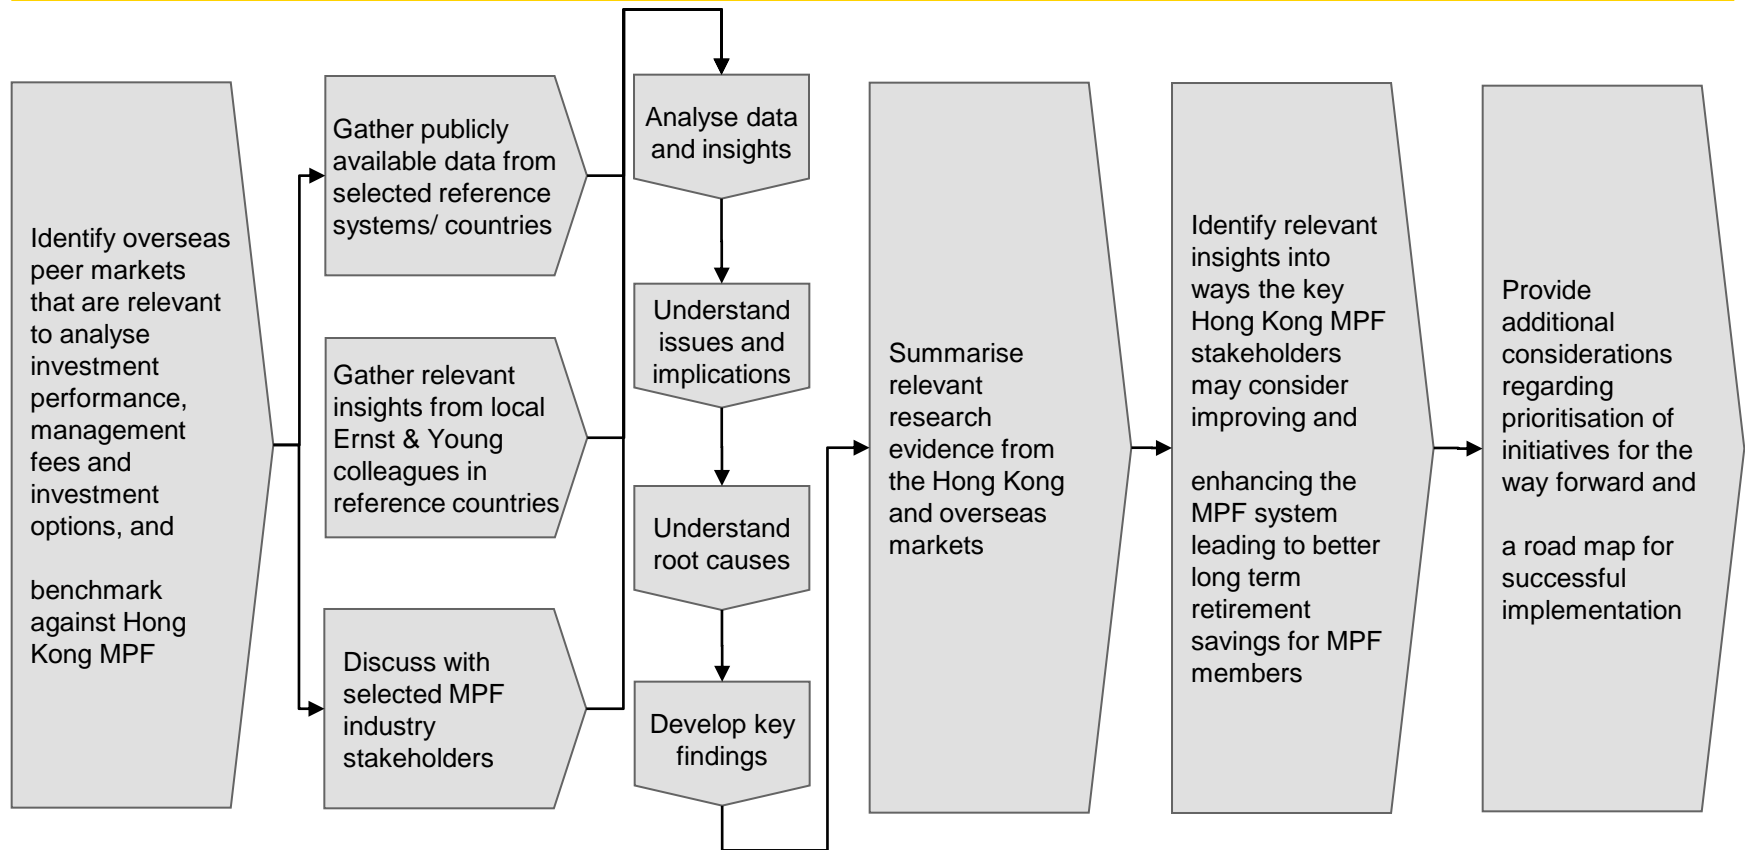 Identify overseas
peer markets
that are relevant
to analyse
investment
performance,
management
fees and
investment
options, and
benchmark
against Hong
Kong MPF
Gather publicly
available data from
selected reference
systems/ countries
Gather relevant
insights from local
Ernst & Young
colleagues in
reference countries
Discuss with
selected MPF
industry
stakeholders
Analyse data
and insights
Understand
issues and
implications
Understand
root causes
Develop key
findings
Summarise
relevant
research
evidence from
the Hong Kong
and overseas
markets
Identify relevant
insights into
ways the key
Hong Kong MPF
stakeholders
may consider
improving and
enhancing the
MPF system
leading to better
long term
retirement
savings for MPF
members
Provide
additional
considerations
regarding
prioritisation of
initiatives for the
way forward and
a road map for
successful
implementation